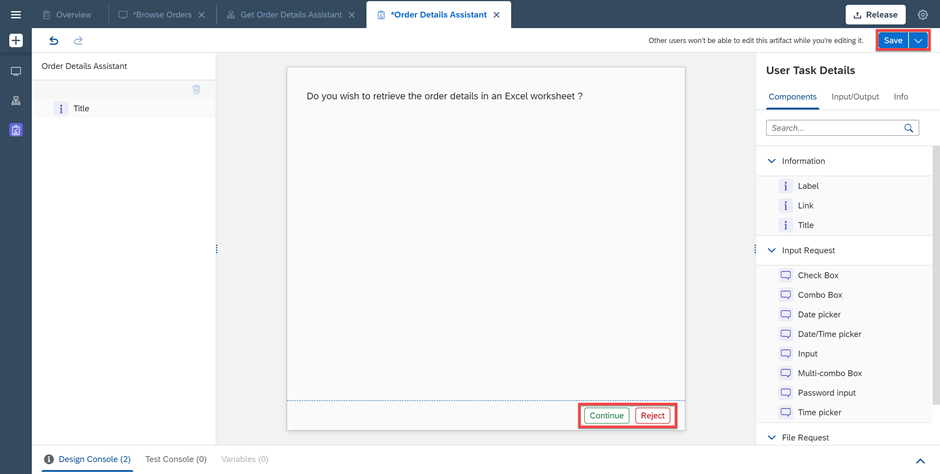 Overview
*Browse Orders
Get Order Details Assistant
*Order Details Assistant
Release
Other users won't be able to edit this artifact while you're editing it.
Save
Order Details Assistant
i Title
Do you wish to retrieve the order details in an Excel worksheet ?
Continue Reject
User Task Details
Components Input/Output Info
Search...
Information
i Label
i Link
i Title
Input Request
Check Box
Combo Box
Date picker
Date/Time picker
Input
Multi-combo Box
Password input
Time picker
File Request
Design Console (2) Test Console (0) Variables (0)